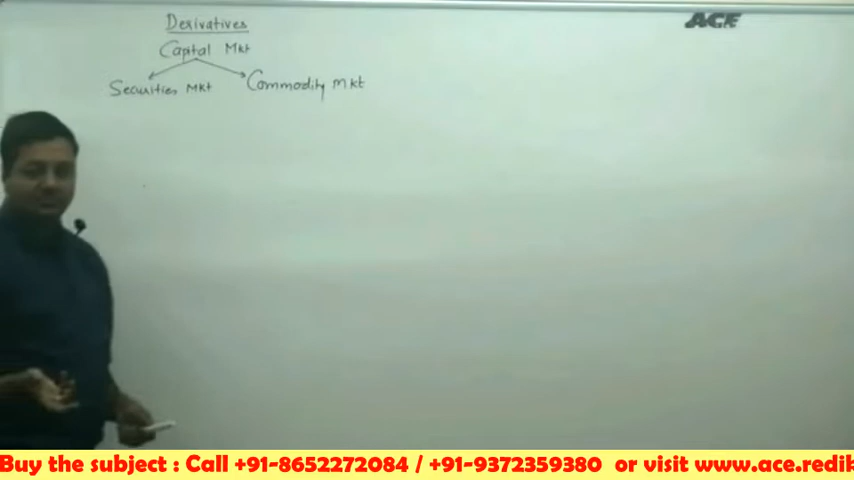 Derivatives
ACE
Capital Mkt
Securities Mkt
Commodity Mkt
Buy the subject : Call +91-8652272084 / +91-9372359380 or visit www.ace.redik